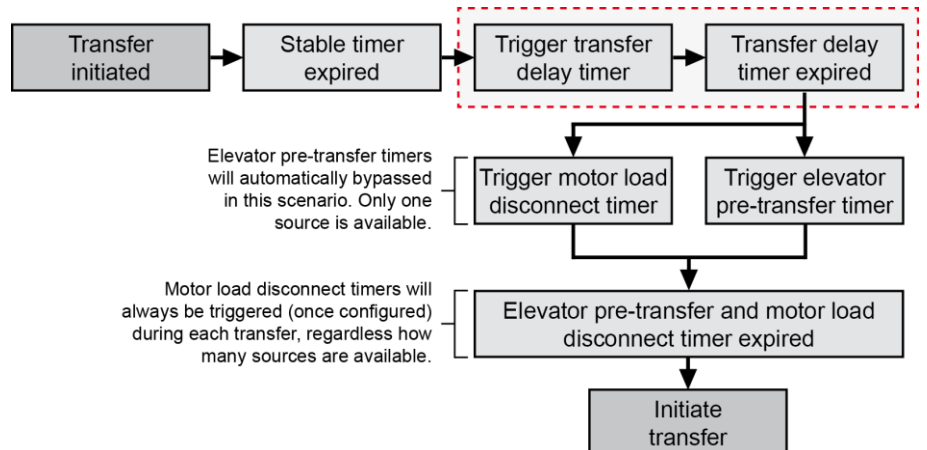 Transfer
initiated
Stable timer
expired
Trigger transfer
delay timer
Transfer delay
timer expired
Elevator pre-transfer timers
will automatically bypassed
in this scenario. Only one
source is available.
Trigger motor load
disconnect timer
Trigger elevator
pre-transfer timer
Motor load disconnect timers will
always be triggered (once configured)
during each transfer, regardless how
many sources are available.
Elevator pre-transfer and motor load
disconnect timer expired
Initiate
transfer